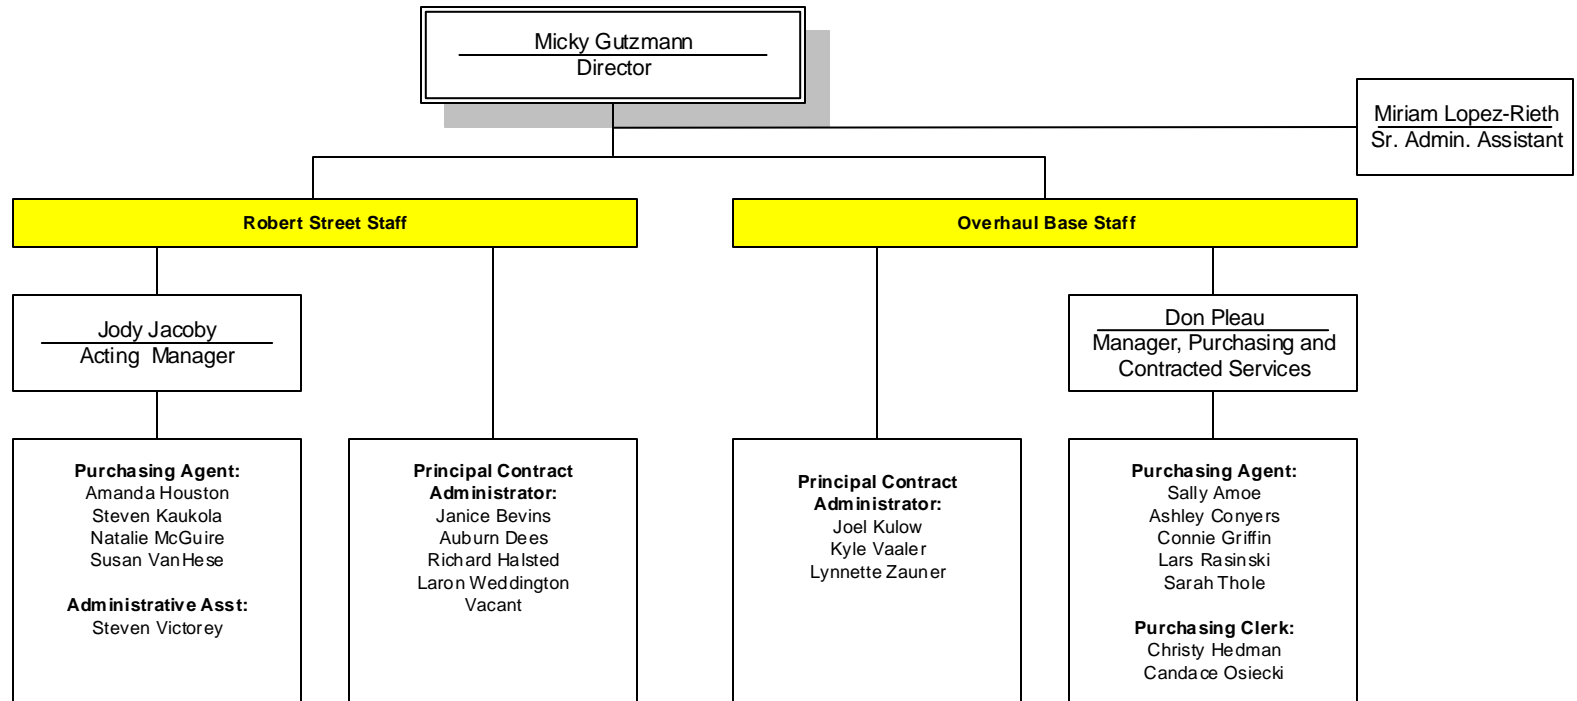 Micky Gutzmann
Director
Miriam Lopez-Rieth
Sr. Admin. Assistant
Robert Street Staff
Overhaul Base Staff
Jody Jacoby
Acting Manager
Don Pleau
Manager, Purchasing and
Contracted Services
Purchasing Agent:
Amanda Houston
Steven Kaukola
Natalie McGuire
Susan VanHese
Administrative Asst:
Steven Victorey
Principal Contract
Administrator:
Janice Bevins
Auburn Dees
Richard Halsted
Laron Weddington
Vacant
Principal Contract
Administrator:
Joel Kulow
Kyle Vaaler
Lynnette Zauner
Purchasing Agent:
Sally Amoe
Ashley Conyers
Connie Griffin
Lars Rasinski
Sarah Thole
Purchasing Clerk:
Christy Hedman
Candace Osiecki